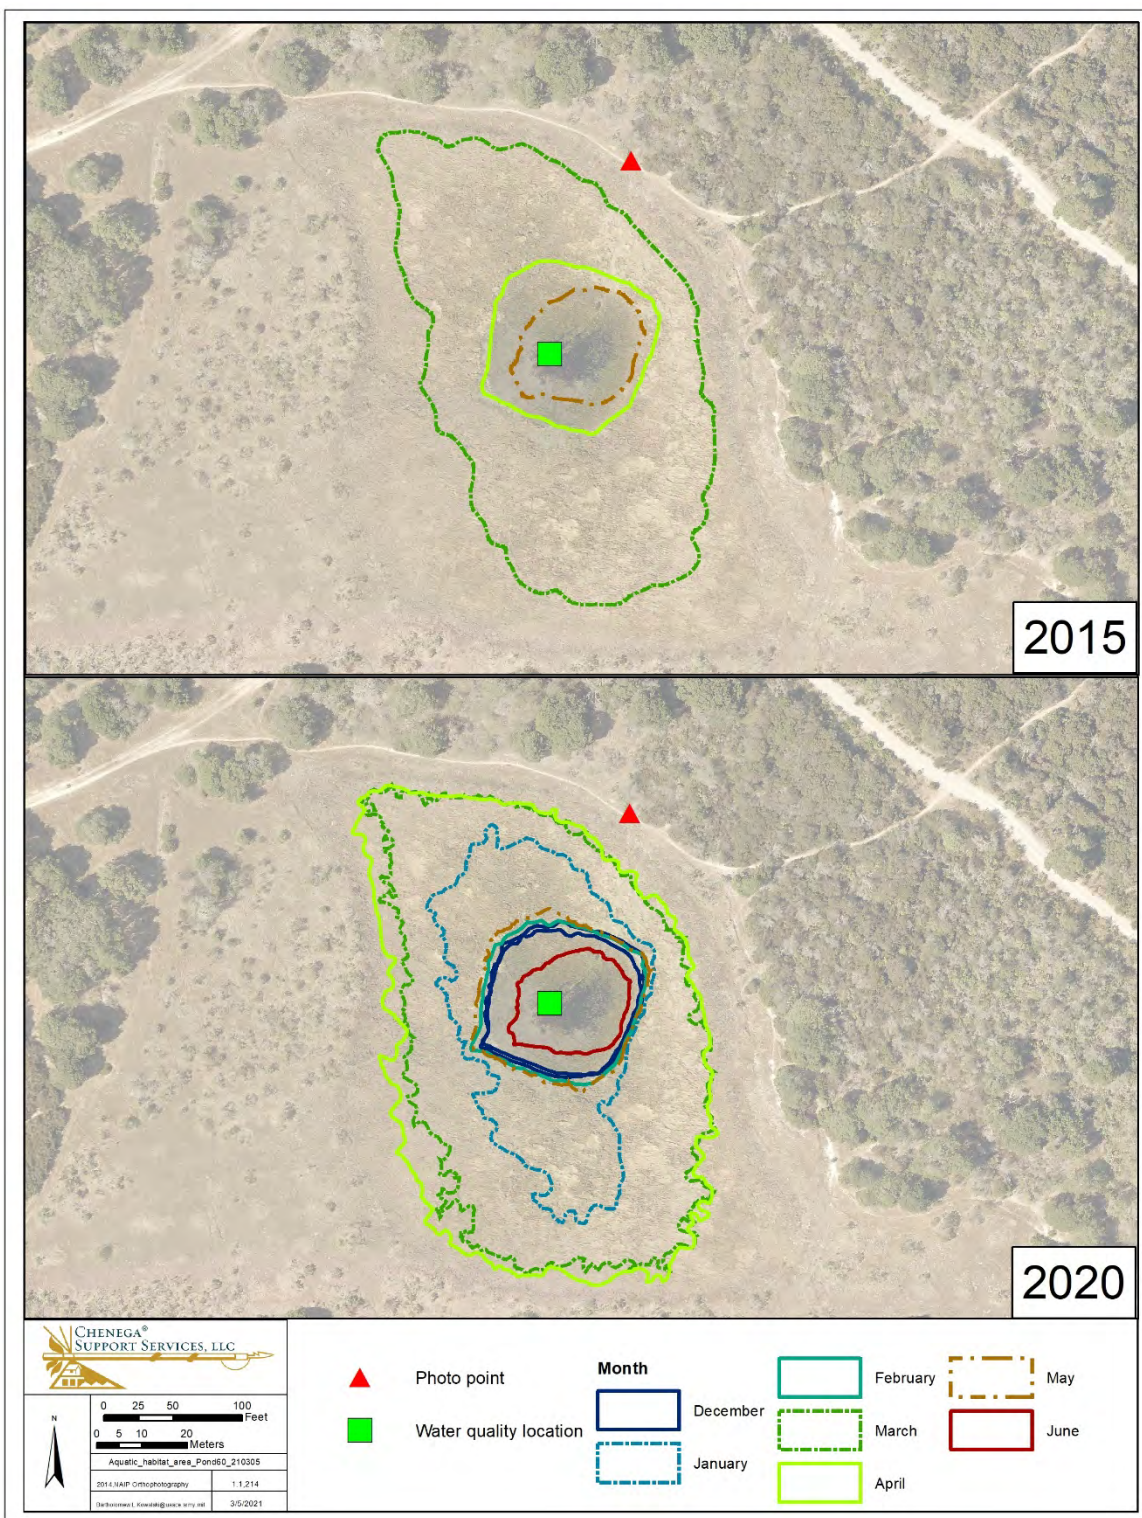 2015
2020
CHENEGA®
SUPPORT SERVICES, LLC
N
0 25 50 100
Feet
0 5 10 20
Meters
Aquatic_habitat_area_Pond60_210305
2014 NAIP Orthophotography 1:1,214
3/5/2021
Photo point
Water quality location
Month
December
January
February
March
April
May
June